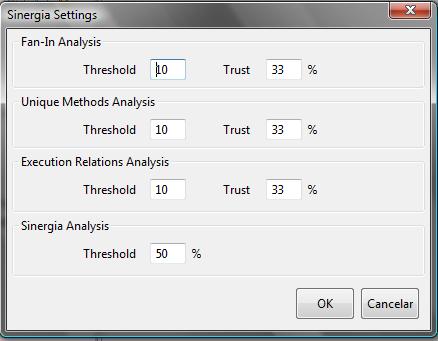 Sinergia Settings
Fan-In Analysis
Threshold 10 Trust 33 %
Unique Methods Analysis
Threshold 10 Trust 33 %
Execution Relations Analysis
Threshold 10 Trust 33 %
Sinergia Analysis
Threshold 50 %
OK Cancelar